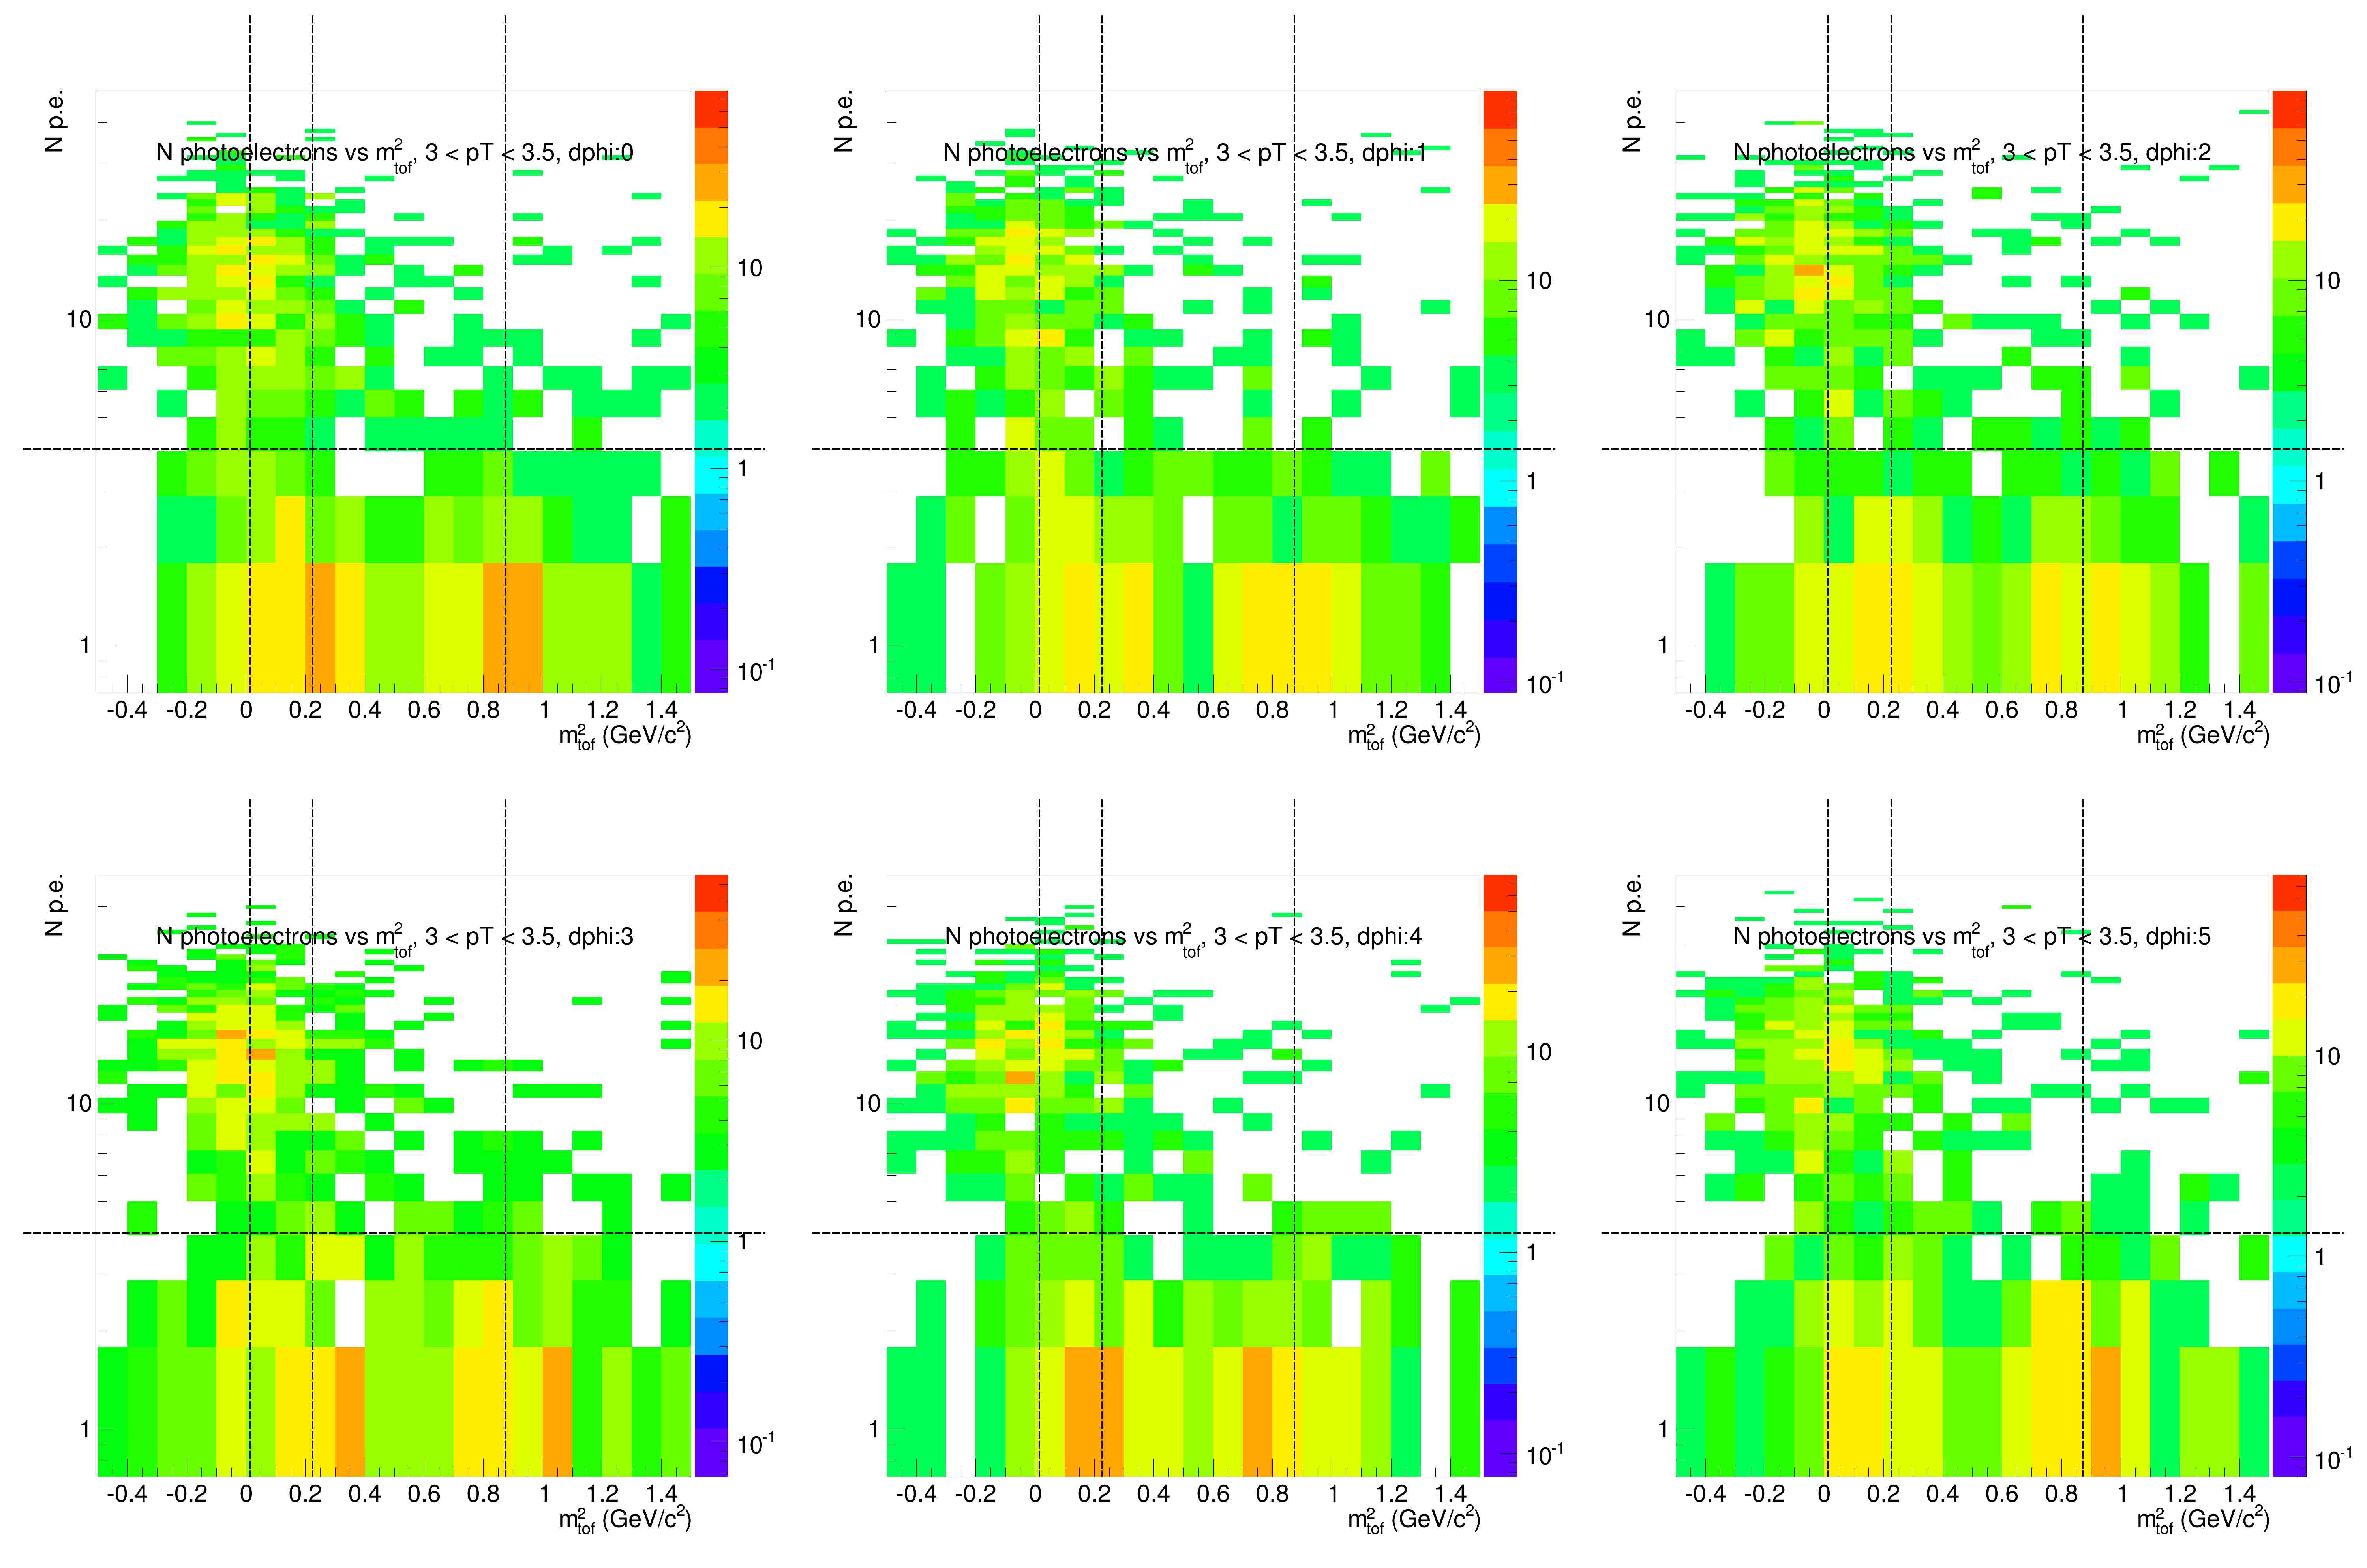 N p.e.
N photoelectrons vs m²tof, 3 < pT < 3.5, dphi:0
10
1
-0.4 -0.2 0 0.2 0.4 0.6 0.8 1 1.2 1.4
m²tof (GeV/c²)
10
1
10⁻¹
N p.e.
N photoelectrons vs m²tof, 3 < pT < 3.5, dphi:1
10
1
-0.4 -0.2 0 0.2 0.4 0.6 0.8 1 1.2 1.4
m²tof (GeV/c²)
10
1
10⁻¹
N p.e.
N photoelectrons vs m²tof, 3 < pT < 3.5, dphi:2
10
1
-0.4 -0.2 0 0.2 0.4 0.6 0.8 1 1.2 1.4
m²tof (GeV/c²)
10
1
10⁻¹
N p.e.
N photoelectrons vs m²tof, 3 < pT < 3.5, dphi:3
10
1
-0.4 -0.2 0 0.2 0.4 0.6 0.8 1 1.2 1.4
m²tof (GeV/c²)
10
1
10⁻¹
N p.e.
N photoelectrons vs m²tof, 3 < pT < 3.5, dphi:4
10
1
-0.4 -0.2 0 0.2 0.4 0.6 0.8 1 1.2 1.4
m²tof (GeV/c²)
10
1
10⁻¹
N p.e.
N photoelectrons vs m²tof, 3 < pT < 3.5, dphi:5
10
1
-0.4 -0.2 0 0.2 0.4 0.6 0.8 1 1.2 1.4
m²tof (GeV/c²)
10
1
10⁻¹